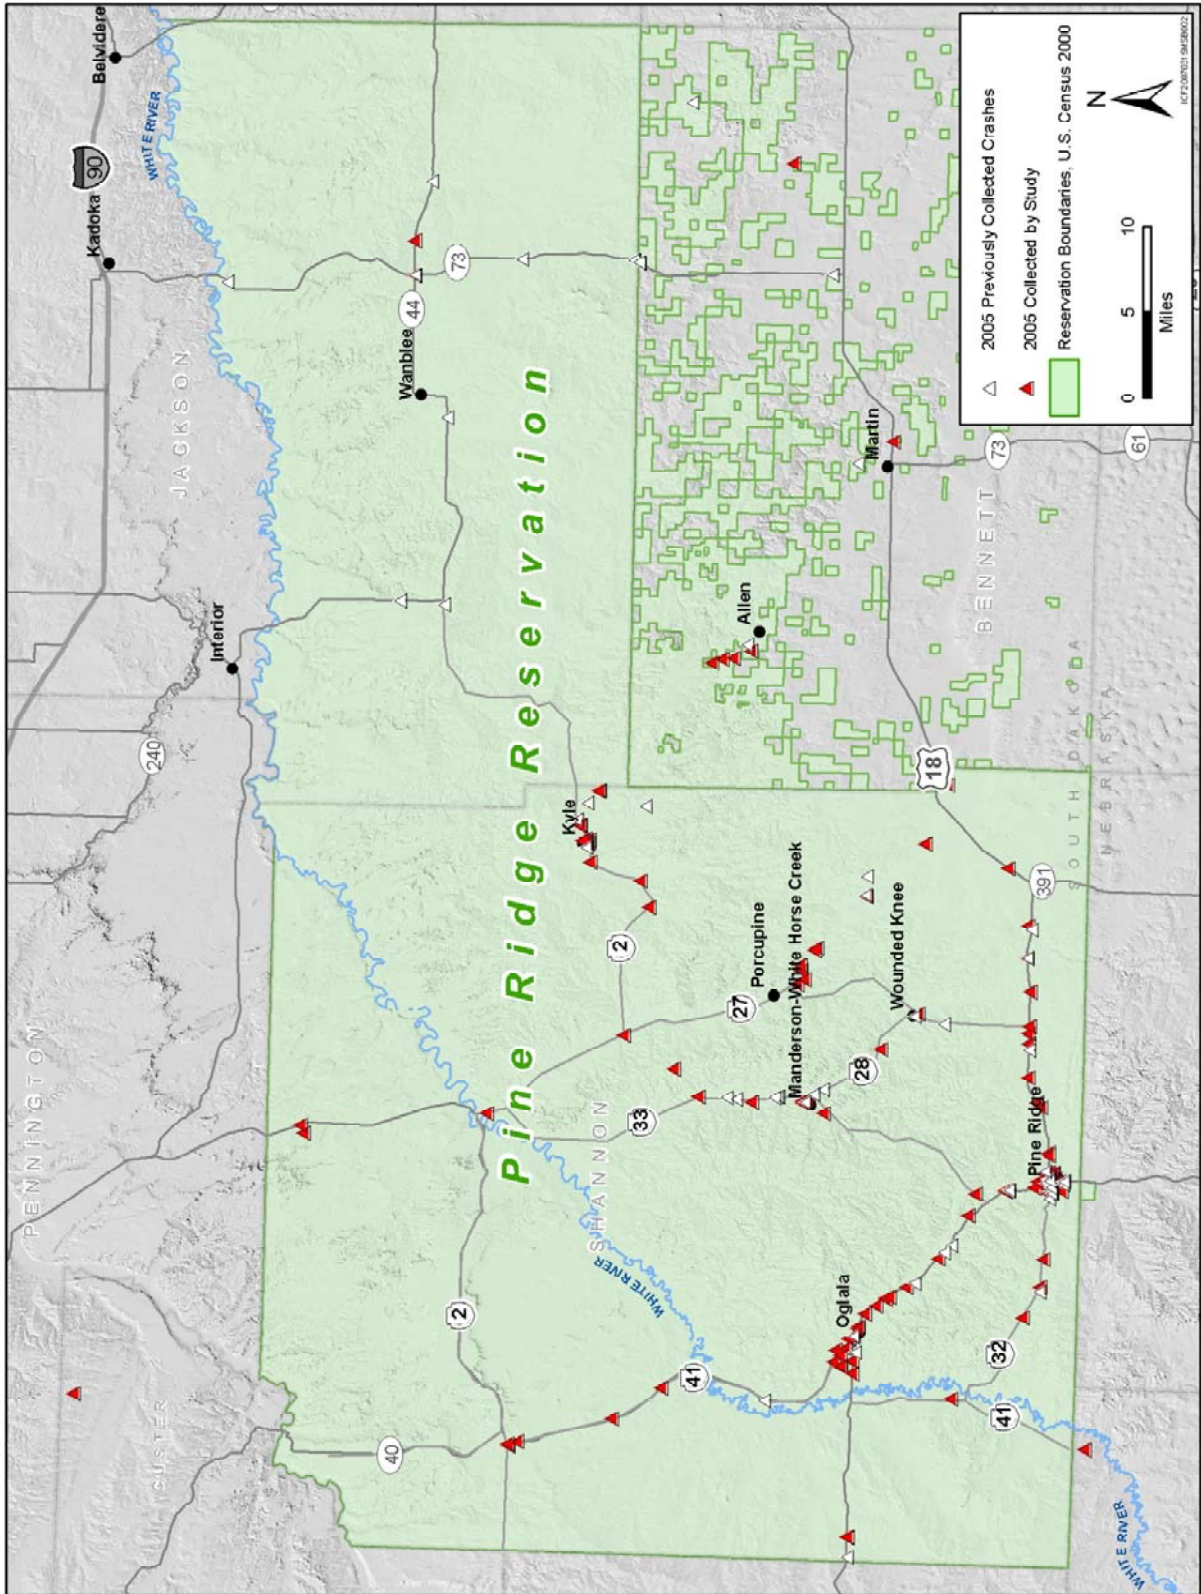 Belvidere
Kadoka
90
WHITE RIVER
JACKSON
Interior
240
PENNINGTON
CUSTER
40
44
73
Wanblee
Pine Ridge Reservation
Kyle
2
2
27
33
SHANNON
WHITE RIVER
41
Porcupine
Manderson-White Horse Creek
Wounded Knee
28
Oglala
Allen
Martin
BENNETT
73
61
18
391
Pine Ridge
32
41
SOUTH DAKOTA
NEBRASKA
WHITE RIVER
2005 Previously Collected Crashes
2005 Collected by Study
Reservation Boundaries, U.S. Census 2000
N
0 5 10
Miles